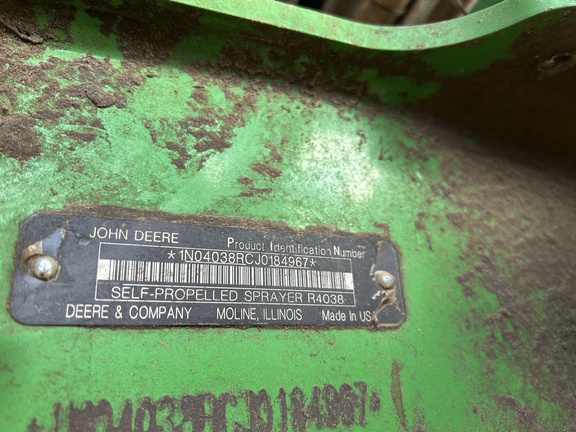 JOHN DEERE
Product Identification Number
*1N04038RCJ0184967*
SELF-PROPELLED SPRAYER R4038
DEERE & COMPANY MOLINE, ILLINOIS Made in USA